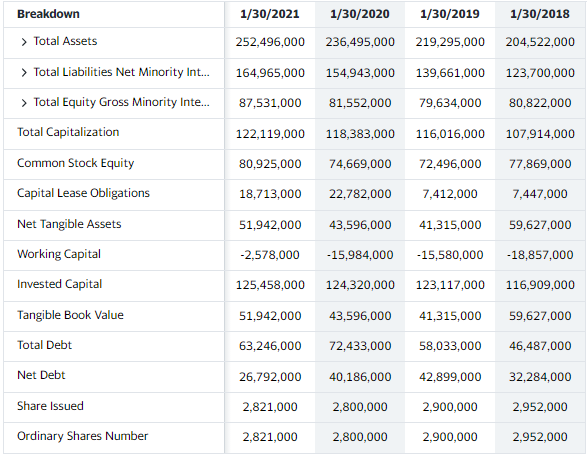 Breakdown 1/30/2021 1/30/2020 1/30/2019 1/30/2018
> Total Assets 252,496,000 236,495,000 219,295,000 204,522,000
> Total Liabilities Net Minority Int... 164,965,000 154,943,000 139,661,000 123,700,000
> Total Equity Gross Minority Inte... 87,531,000 81,552,000 79,634,000 80,822,000
Total Capitalization 122,119,000 118,383,000 116,016,000 107,914,000
Common Stock Equity 80,925,000 74,669,000 72,496,000 77,869,000
Capital Lease Obligations 18,713,000 22,782,000 7,412,000 7,447,000
Net Tangible Assets 51,942,000 43,596,000 41,315,000 59,627,000
Working Capital -2,578,000 -15,984,000 -15,580,000 -18,857,000
Invested Capital 125,458,000 124,320,000 123,117,000 116,909,000
Tangible Book Value 51,942,000 43,596,000 41,315,000 59,627,000
Total Debt 63,246,000 72,433,000 58,033,000 46,487,000
Net Debt 26,792,000 40,186,000 42,899,000 32,284,000
Share Issued 2,821,000 2,800,000 2,900,000 2,952,000
Ordinary Shares Number 2,821,000 2,800,000 2,900,000 2,952,000